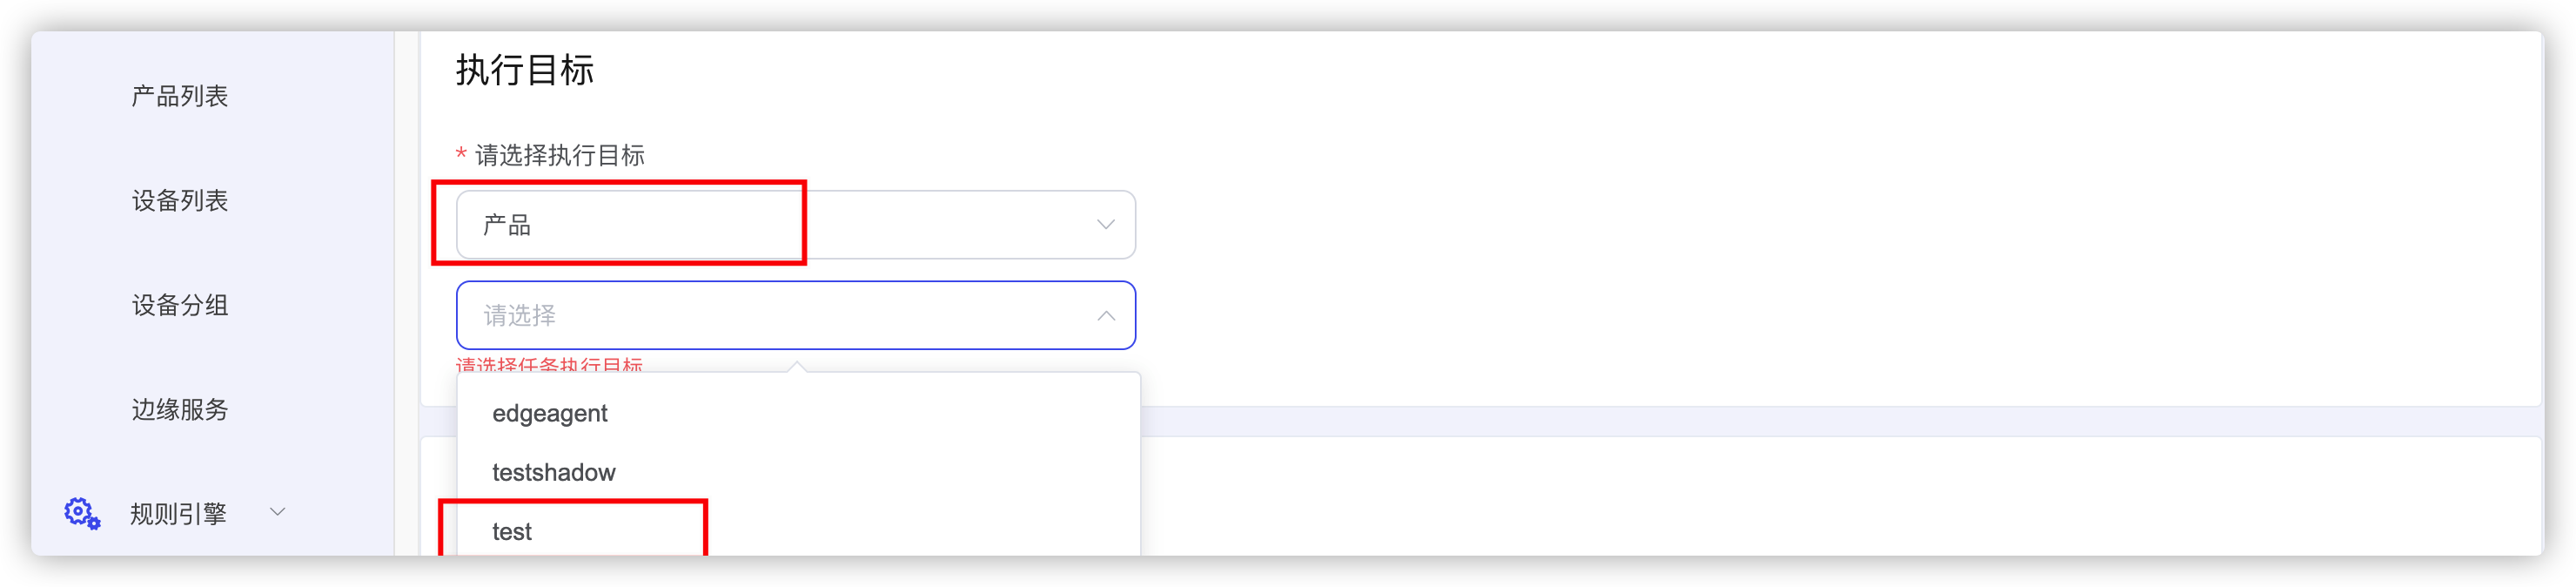 产品列表
设备列表
设备分组
边缘服务
规则引擎
执行目标
* 请选择执行目标
产品
请选择
请选择任务执行目标
edgeagent
testshadow
test